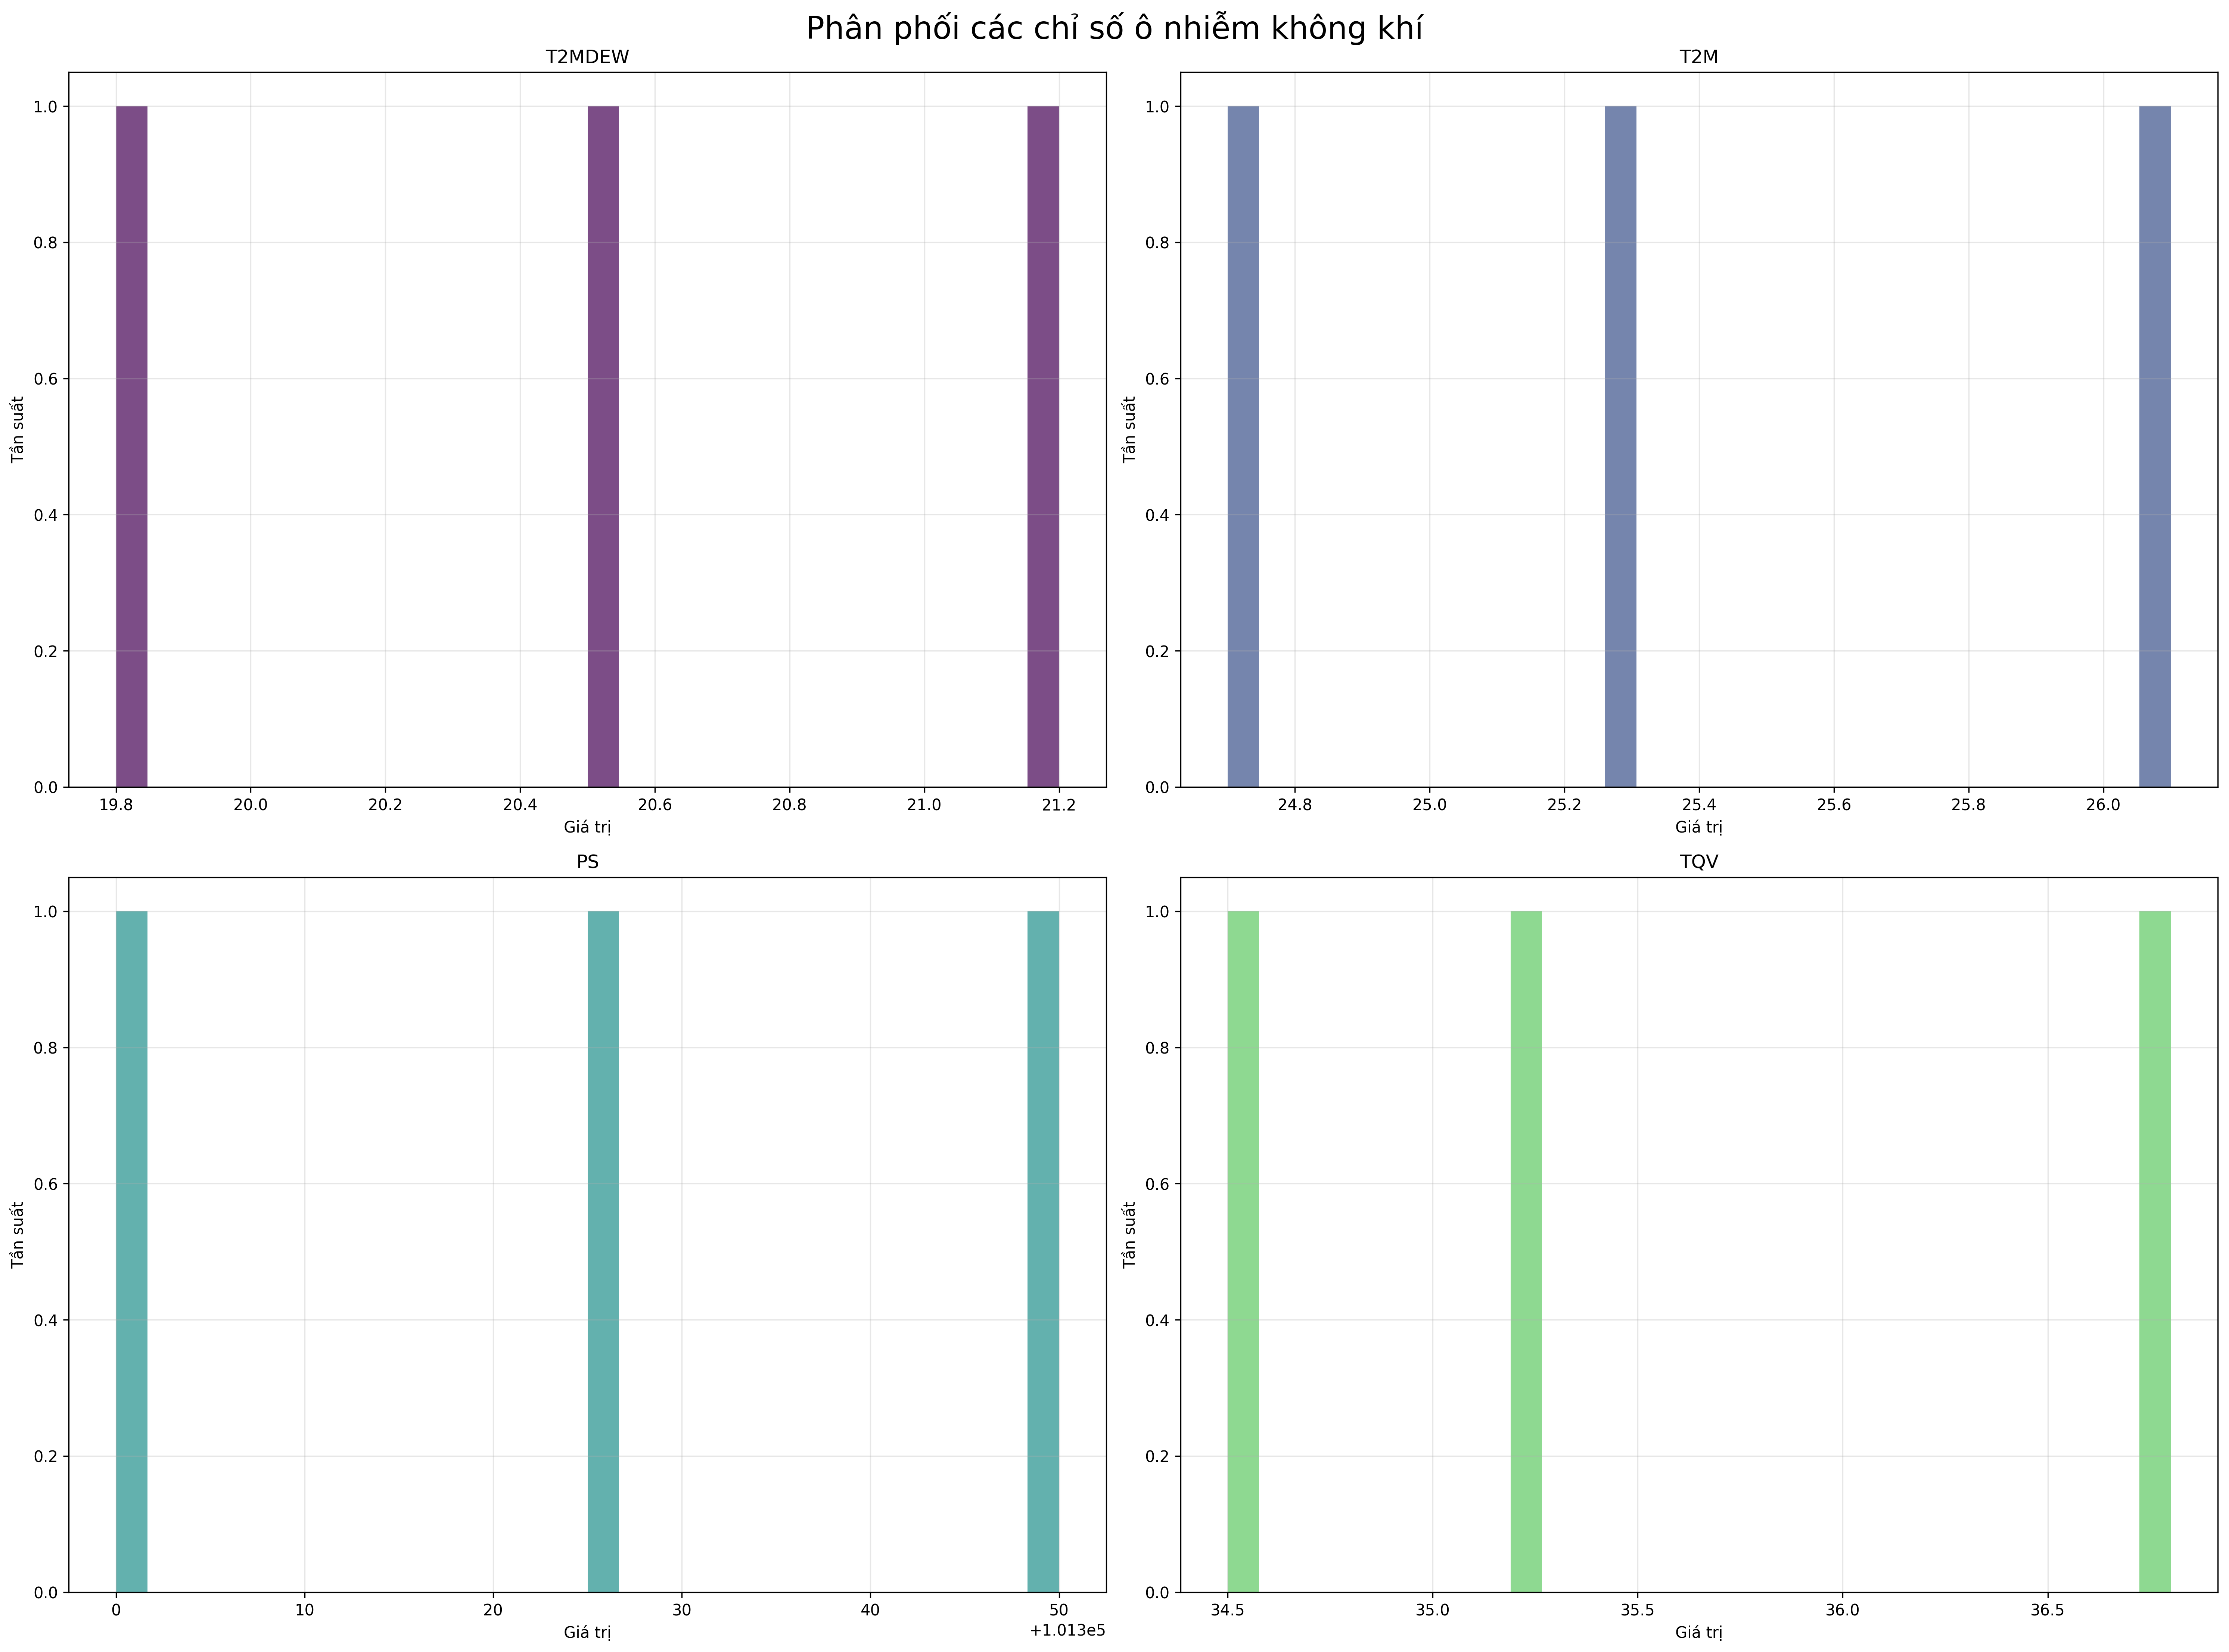 Phân phối các chỉ số ô nhiễm không khí
T2MDEW
1.0
0.8
0.6
0.4
0.2
0.0
Tần suất
19.8 20.0 20.2 20.4 20.6 20.8 21.0 21.2
Giá trị
T2M
1.0
0.8
0.6
0.4
0.2
0.0
Tần suất
24.8 25.0 25.2 25.4 25.6 25.8 26.0
Giá trị
PS
1.0
0.8
0.6
0.4
0.2
0.0
Tần suất
0 10 20 30 40 50
Giá trị
+1.013e5
TQV
1.0
0.8
0.6
0.4
0.2
0.0
Tần suất
34.5 35.0 35.5 36.0 36.5
Giá trị